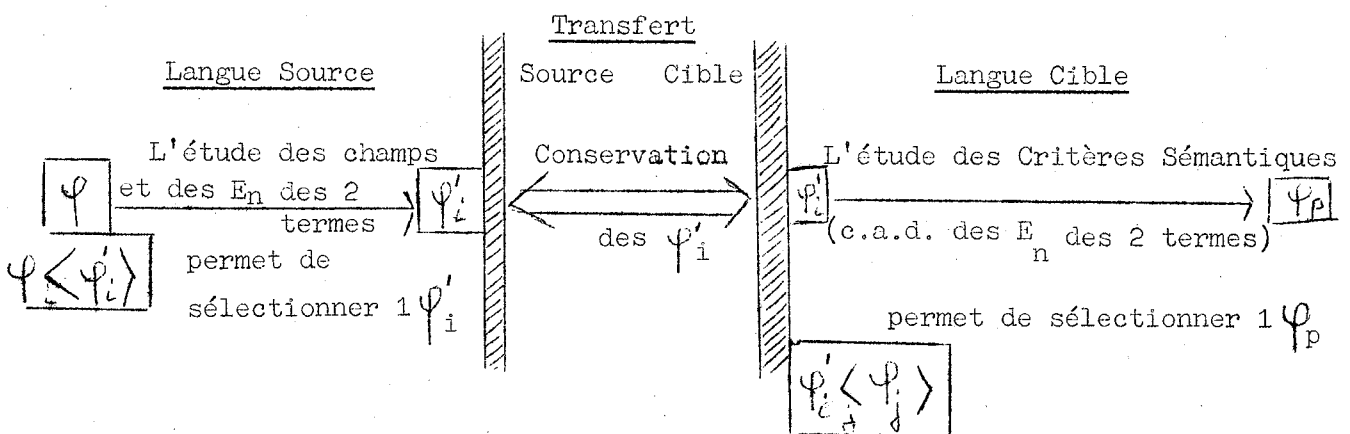 Transfert
Langue Source
Source Cible
Langue Cible
L'étude des champs
et des En des 2
termes
φ
φi < φ'i >
permet de
sélectionner 1 φ'i
φ'i
Conservation
des φ'i
φ'i
L'étude des Critères Sémantiques
(c.a.d. des En des 2 termes)
φp
permet de sélectionner 1 φp
φ'i j < φj >